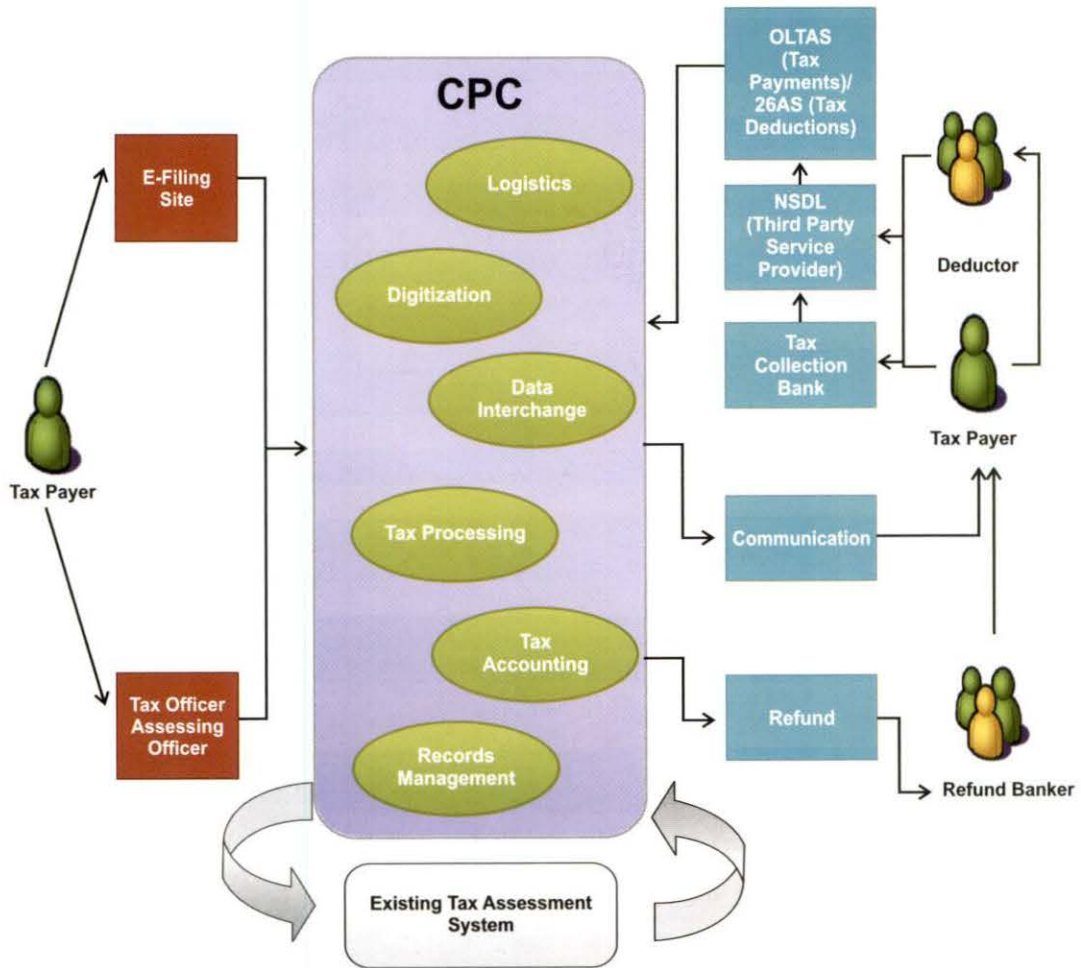 CPC
Logistics
Digitization
Data
Interchange
Tax Processing
Tax
Accounting
Records
Management
E-Filing
Site
Tax Payer
Tax Officer
Assessing
Officer
OLTAS
(Tax
Payments)/
26AS (Tax
Deductions)
NSDL
(Third Party
Service
Provider)
Tax
Collection
Bank
Deductor
Tax Payer
Communication
Refund
Refund Banker
Existing Tax Assessment
System